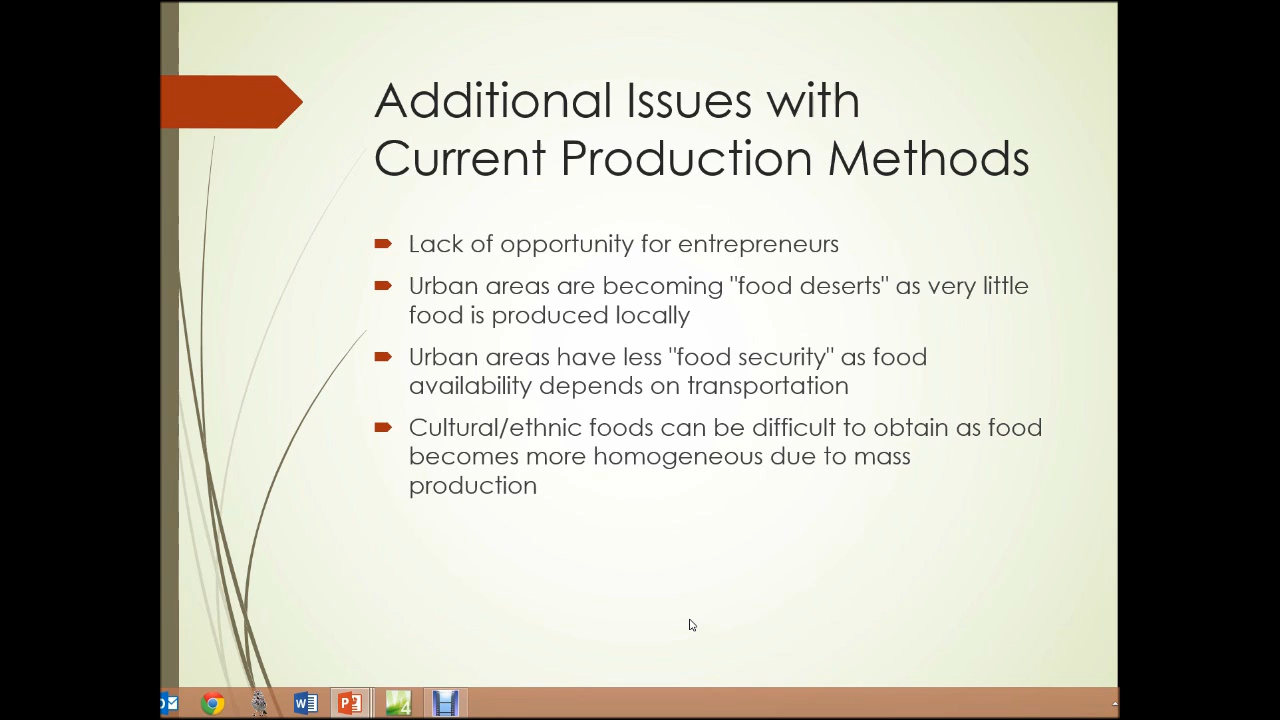 Additional Issues with
Current Production Methods
Lack of opportunity for entrepreneurs
Urban areas are becoming "food deserts" as very little
food is produced locally
Urban areas have less "food security" as food
availability depends on transportation
Cultural/ethnic foods can be difficult to obtain as food
becomes more homogeneous due to mass
production